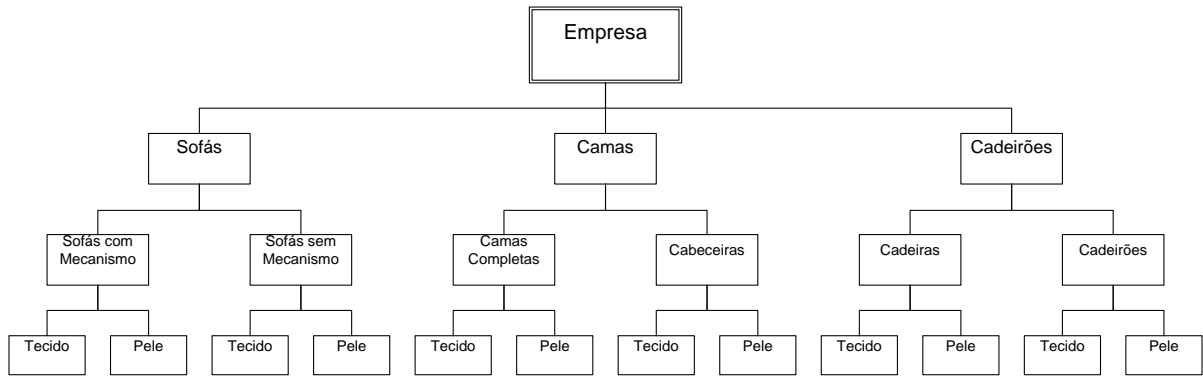 Empresa
Sofás
Camas
Cadeirões
Sofás com
Mecanismo
Sofás sem
Mecanismo
Camas
Completas
Cabeceiras
Cadeiras
Cadeirões
Tecido
Pele
Tecido
Pele
Tecido
Pele
Tecido
Pele
Tecido
Pele
Tecido
Pele